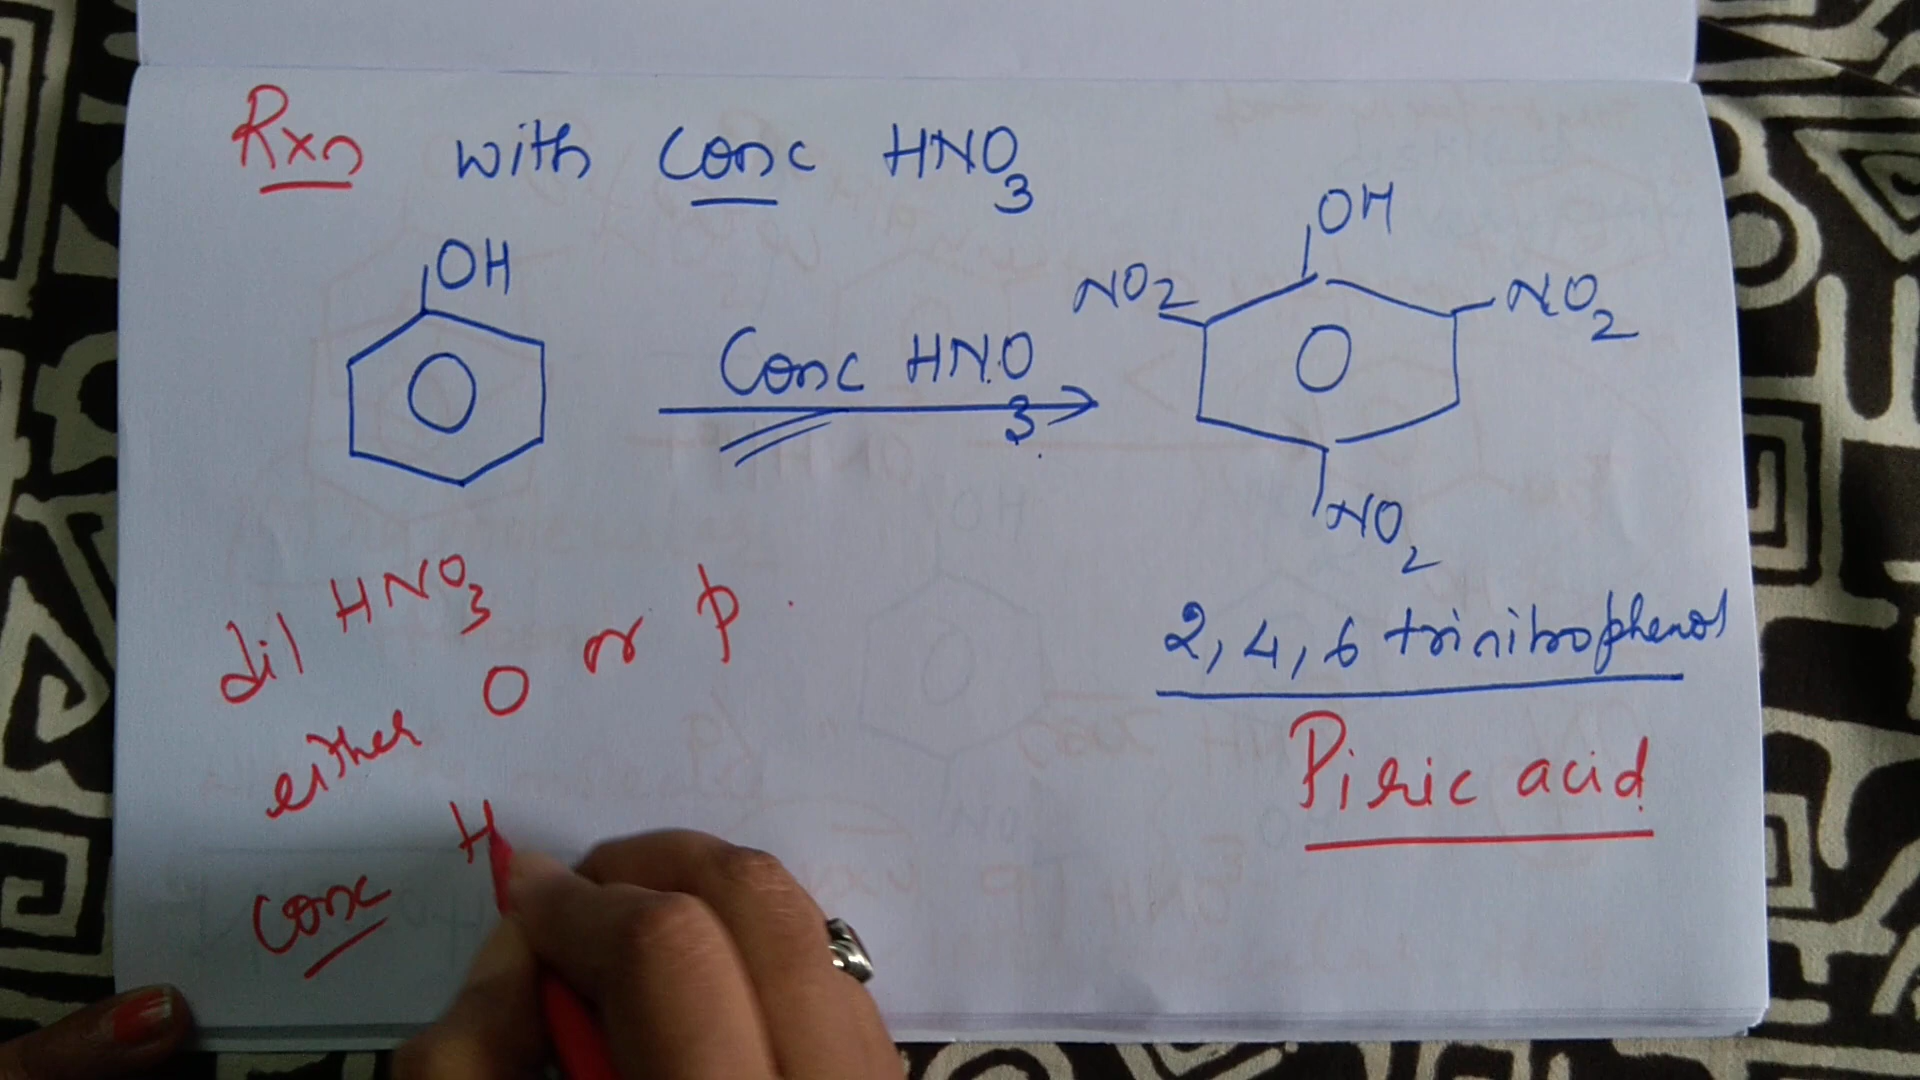 Rxn with Conc HNO3
OH
Conc HNO3
OH
NO2
NO2
NO2
2,4,6 trinitrophenol
Piric acid
dil HNO3
either O or p.
Conc H